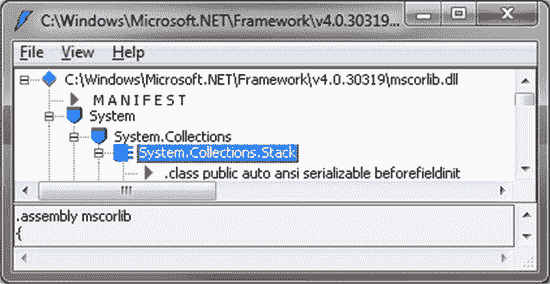 C:\Windows\Microsoft.NET\Framework\v4.0.30319...
File View Help
C:\Windows\Microsoft.NET\Framework\v4.0.30319\mscorlib.dll
M A N I F E S T
System
System.Collections
System.Collections.Stack
.class public auto ansi serializable beforefieldinit
.assembly mscorlib
{